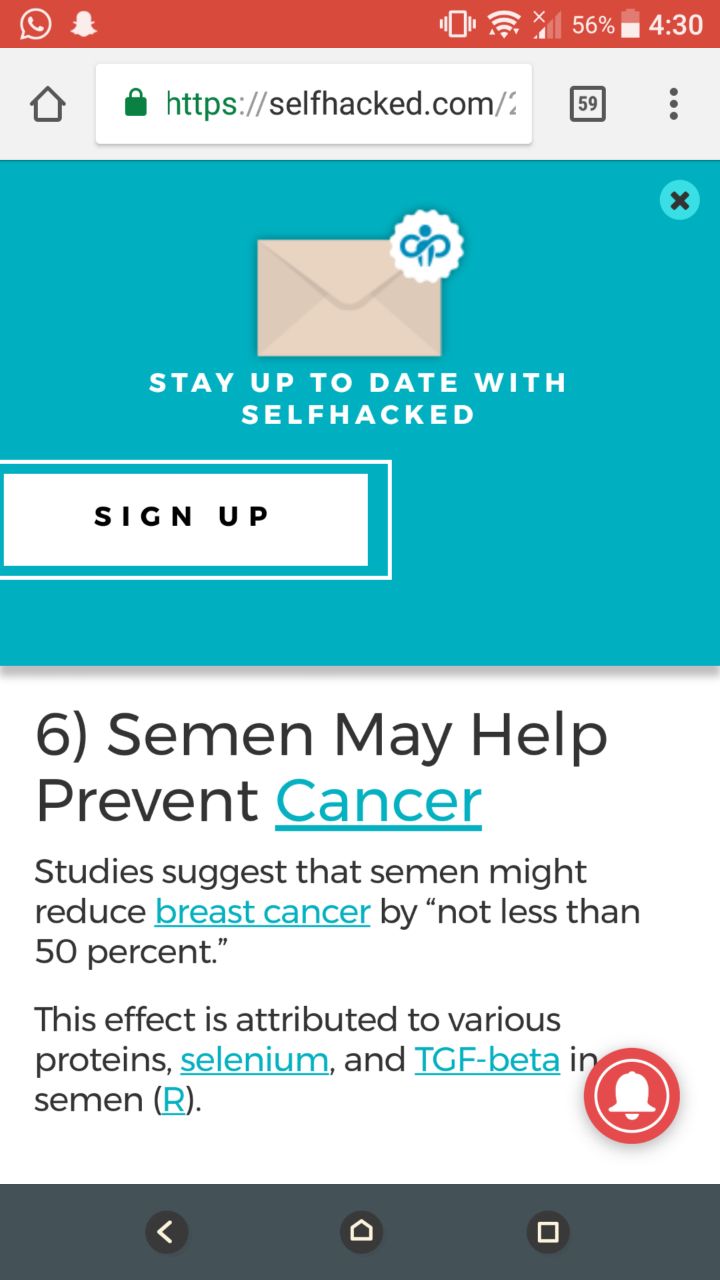 56% 4:30
https://selfhacked.com/2
59
STAY UP TO DATE WITH
SELFHACKED
SIGN UP
6) Semen May Help
Prevent Cancer
Studies suggest that semen might
reduce breast cancer by “not less than
50 percent.”
This effect is attributed to various
proteins, selenium, and TGF-beta in
semen (R).